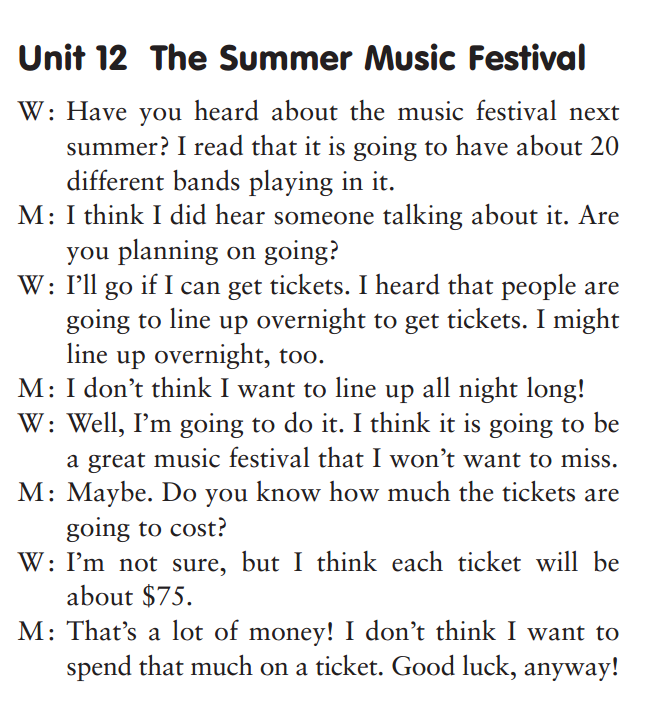 Unit 12 The Summer Music Festival
W: Have you heard about the music festival next
summer? I read that it is going to have about 20
different bands playing in it.
M: I think I did hear someone talking about it. Are
you planning on going?
W: I’ll go if I can get tickets. I heard that people are
going to line up overnight to get tickets. I might
line up overnight, too.
M: I don’t think I want to line up all night long!
W: Well, I’m going to do it. I think it is going to be
a great music festival that I won’t want to miss.
M: Maybe. Do you know how much the tickets are
going to cost?
W: I’m not sure, but I think each ticket will be
about $75.
M: That’s a lot of money! I don’t think I want to
spend that much on a ticket. Good luck, anyway!